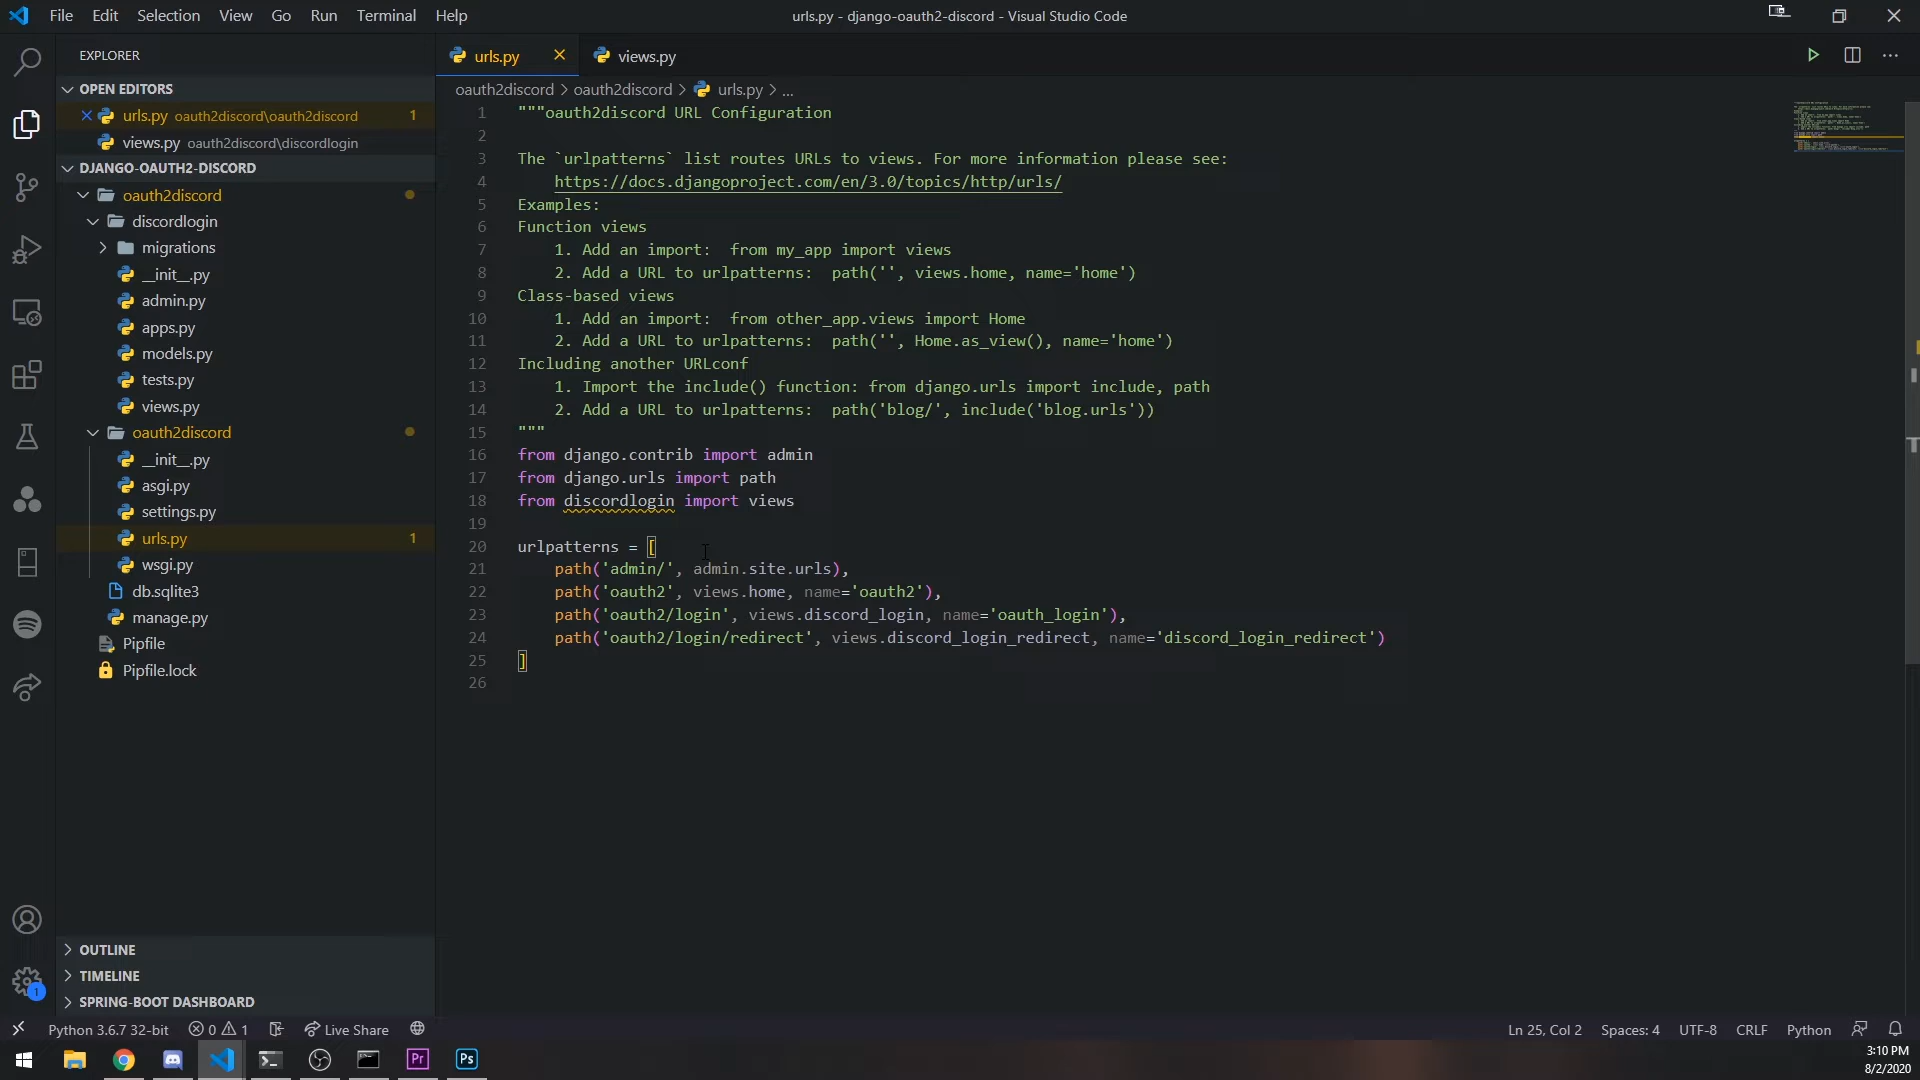 File Edit Selection View Go Run Terminal Help
urls.py - django-oauth2-discord - Visual Studio Code
EXPLORER
OPEN EDITORS
urls.py oauth2discord\oauth2discord 1
views.py oauth2discord\discordlogin
DJANGO-OAUTH2-DISCORD
oauth2discord
discordlogin
migrations
__init__.py
admin.py
apps.py
models.py
tests.py
views.py
oauth2discord
__init__.py
asgi.py
settings.py
urls.py 1
wsgi.py
db.sqlite3
manage.py
Pipfile
Pipfile.lock
OUTLINE
TIMELINE
SPRING-BOOT DASHBOARD
urls.py views.py
oauth2discord > oauth2discord > urls.py > ...
1 """oauth2discord URL Configuration
2
3 The `urlpatterns` list routes URLs to views. For more information please see:
4 https://docs.djangoproject.com/en/3.0/topics/http/urls/
5 Examples:
6 Function views
7 1. Add an import:  from my_app import views
8 2. Add a URL to urlpatterns:  path('', views.home, name='home')
9 Class-based views
10 1. Add an import:  from other_app.views import Home
11 2. Add a URL to urlpatterns:  path('', Home.as_view(), name='home')
12 Including another URLconf
13 1. Import the include() function: from django.urls import include, path
14 2. Add a URL to urlpatterns:  path('blog/', include('blog.urls'))
15 """
16 from django.contrib import admin
17 from django.urls import path
18 from discordlogin import views
19
20 urlpatterns = [
21 path('admin/', admin.site.urls),
22 path('oauth2', views.home, name='oauth2'),
23 path('oauth2/login', views.discord_login, name='oauth_login'),
24 path('oauth2/login/redirect', views.discord_login_redirect, name='discord_login_redirect')
25 ]
26
1
Python 3.6.7 32-bit 0 1 Live Share Ln 25, Col 2 Spaces: 4 UTF-8 CRLF Python
Pr Ps
3:10 PM
8/2/2020